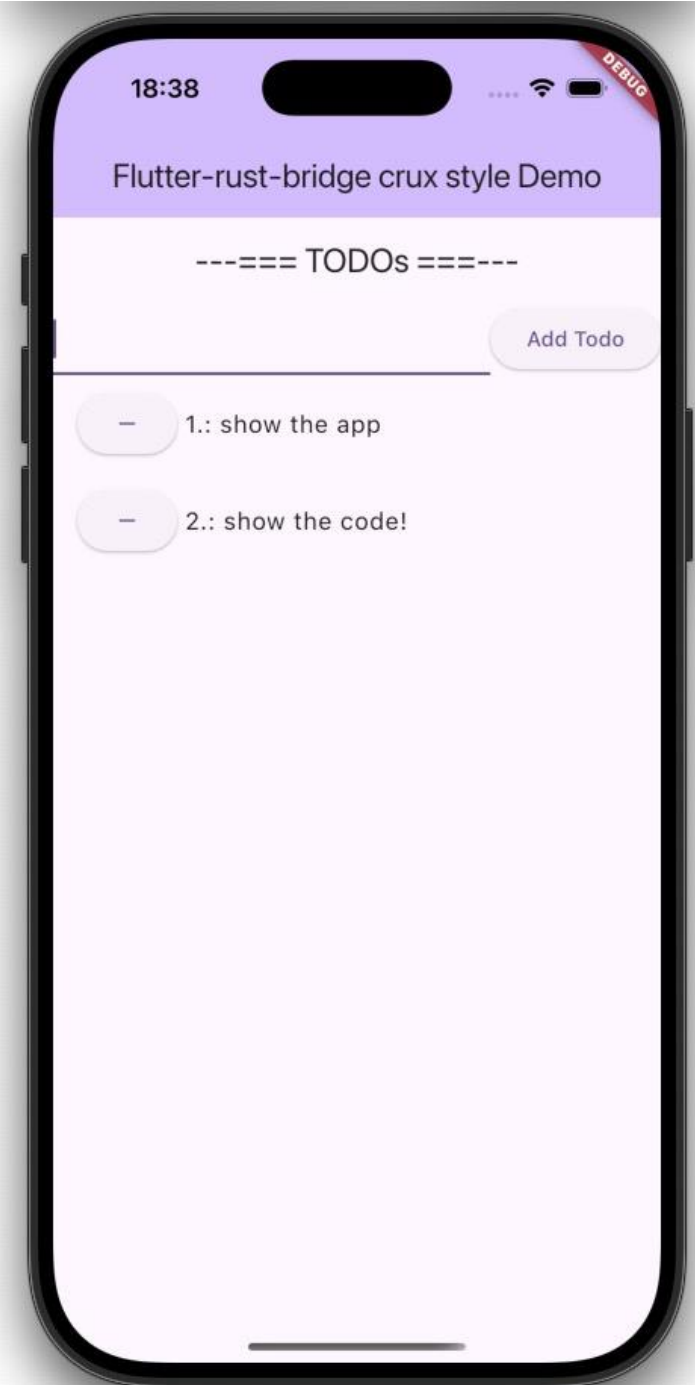 18:38
DEBUG
Flutter-rust-bridge crux style Demo
---=== TODOs ===---
Add Todo
− 1.: show the app
− 2.: show the code!